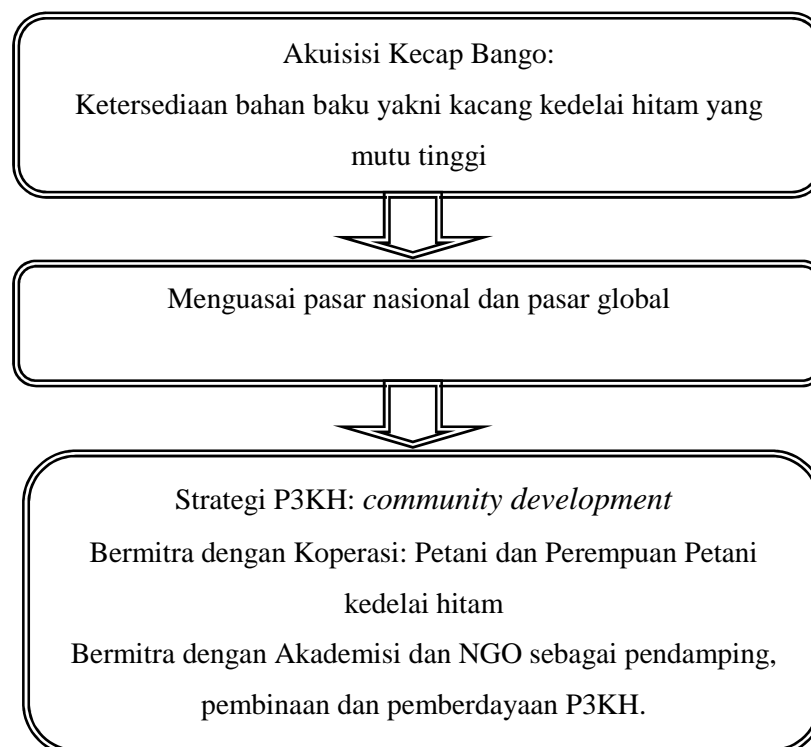 Akuisisi Kecap Bango:
Ketersediaan bahan baku yakni kacang kedelai hitam yang
mutu tinggi
Menguasai pasar nasional dan pasar global
Strategi P3KH: community development
Bermitra dengan Koperasi: Petani dan Perempuan Petani
kedelai hitam
Bermitra dengan Akademisi dan NGO sebagai pendamping,
pembinaan dan pemberdayaan P3KH.